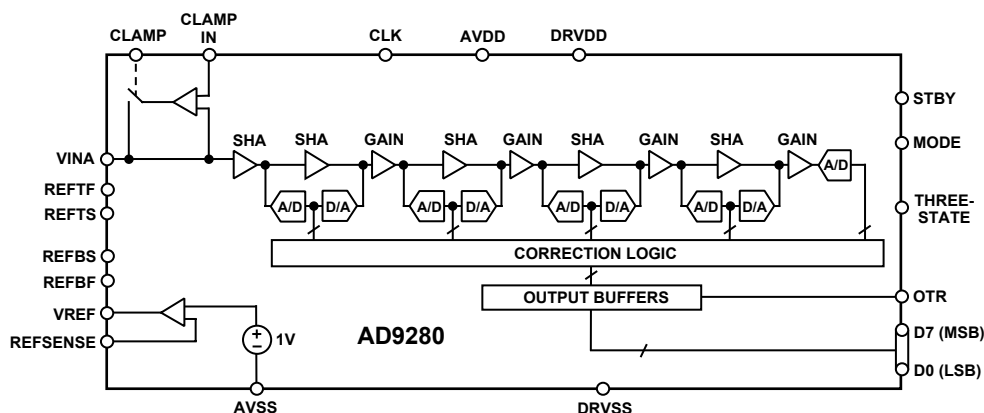 CLAMP
CLAMP
IN
CLK
AVDD
DRVDD
STBY
MODE
THREE-
STATE
OTR
D7 (MSB)
D0 (LSB)
VINA
REFTF
REFTS
REFBS
REFBF
VREF
REFSENSE
SHA
SHA
GAIN
SHA
GAIN
SHA
GAIN
SHA
GAIN
A/D
A/D
D/A
A/D
D/A
A/D
D/A
A/D
D/A
CORRECTION LOGIC
OUTPUT BUFFERS
+
−
1V
AD9280
AVSS
DRVSS